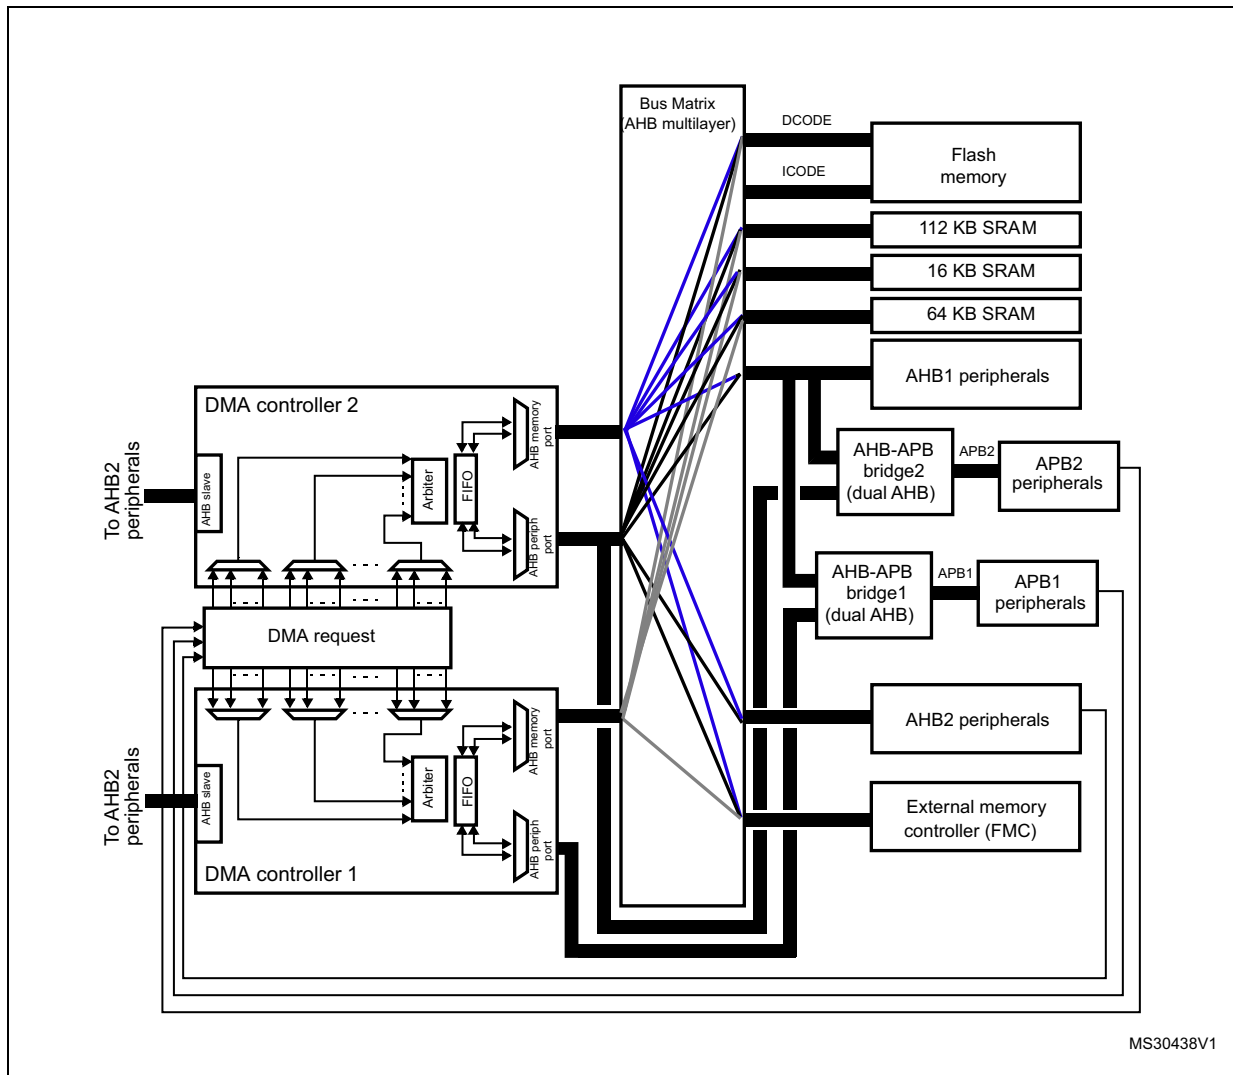 Bus Matrix
(AHB multilayer)
DCODE
Flash
memory
ICODE
112 KB SRAM
16 KB SRAM
64 KB SRAM
AHB1 peripherals
DMA controller 2
To AHB2
peripherals
AHB slave
Arbiter
FIFO
AHB memory
port
AHB periph
port
AHB-APB
bridge2
(dual AHB)
APB2
APB2
peripherals
AHB-APB
bridge1
(dual AHB)
APB1
APB1
peripherals
DMA request
To AHB2
peripherals
AHB slave
Arbiter
FIFO
AHB memory
port
AHB periph
port
DMA controller 1
AHB2 peripherals
External memory
controller (FMC)
MS30438V1